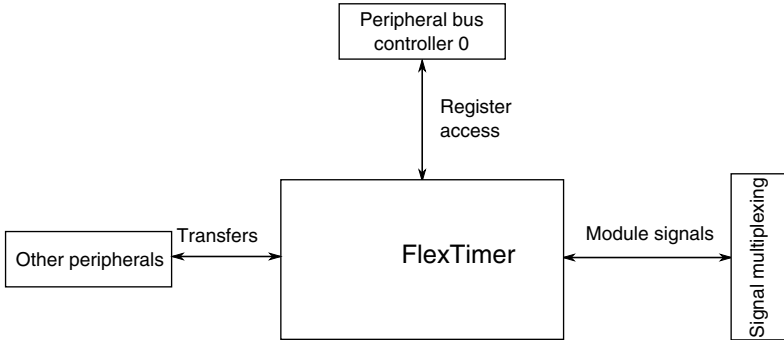 Peripheral bus
controller 0
Register
access
Transfers
Other peripherals
FlexTimer
Module signals
Signal multiplexing